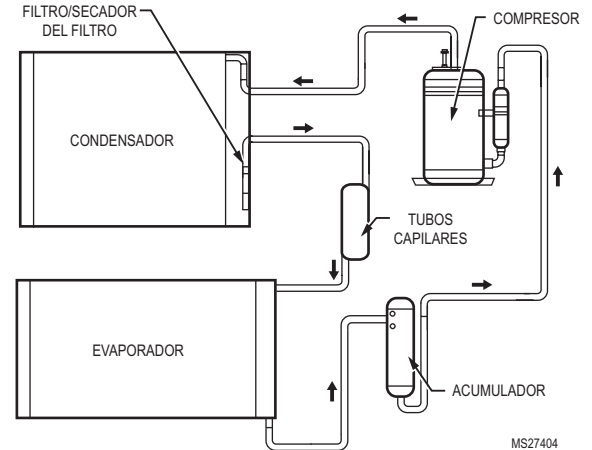 FILTRO/SECADOR
DEL FILTRO
COMPRESOR
CONDENSADOR
TUBOS
CAPILARES
EVAPORADOR
ACUMULADOR
MS27404